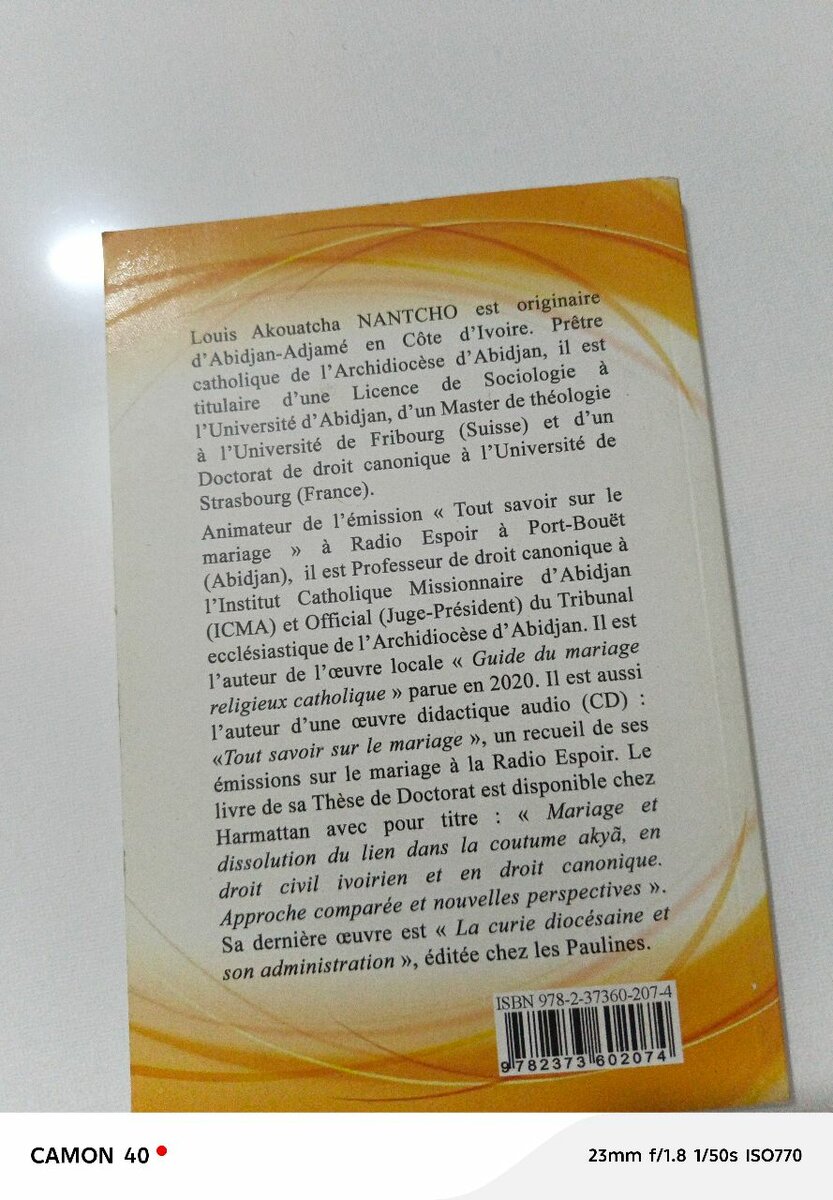 Louis Akouatcha NANTCHO est originaire
d'Abidjan-Adjamé en Côte d'Ivoire. Prêtre
catholique de l'Archidiocèse d'Abidjan, il est
titulaire d'une Licence de Sociologie à
l'Université d'Abidjan, d'un Master de théologie
à l'Université de Fribourg (Suisse) et d'un
Doctorat de droit canonique à l'Université de
Strasbourg (France).
Animateur de l'émission « Tout savoir sur le
mariage » à Radio Espoir à Port-Bouët
(Abidjan), il est Professeur de droit canonique à
l'Institut Catholique Missionnaire d'Abidjan
(ICMA) et Official (Juge-Président) du Tribunal
ecclésiastique de l'Archidiocèse d'Abidjan. Il est
l'auteur de l'œuvre locale « Guide du mariage
religieux catholique » parue en 2020. Il est aussi
l'auteur d'une œuvre didactique audio (CD) :
«Tout savoir sur le mariage », un recueil de ses
émissions sur le mariage à la Radio Espoir. Le
livre de sa Thèse de Doctorat est disponible chez
Harmattan avec pour titre : « Mariage et
dissolution du lien dans la coutume akyã, en
droit civil ivoirien et en droit canonique.
Approche comparée et nouvelles perspectives ».
Sa dernière œuvre est « La curie diocésaine et
son administration », éditée chez les Paulines.
ISBN 978-2-37360-207-4
9782373602074
CAMON 40
23mm f/1.8 1/50s ISO770